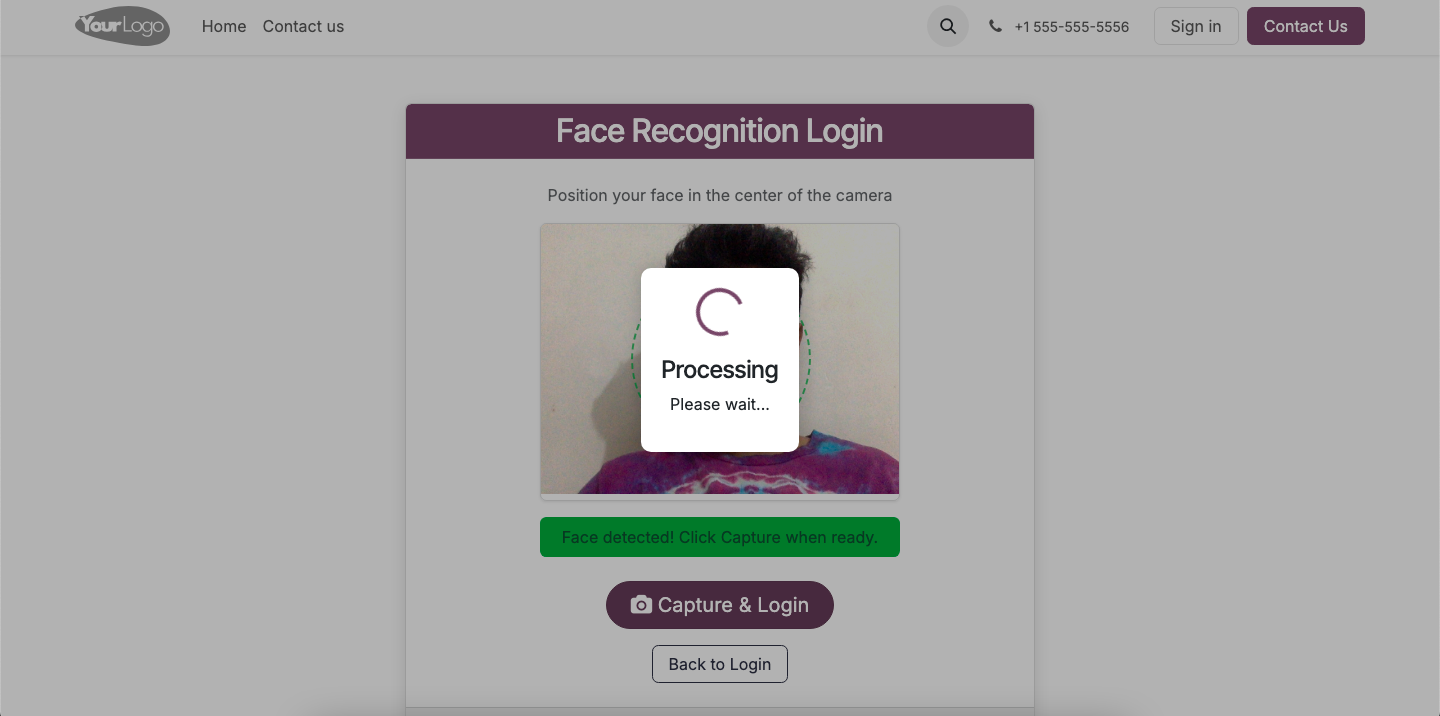 YourLogo
Home Contact us
+1 555-555-5556
Sign in
Contact Us
Face Recognition Login
Position your face in the center of the camera
Processing
Please wait...
Face detected! Click Capture when ready.
Capture & Login
Back to Login